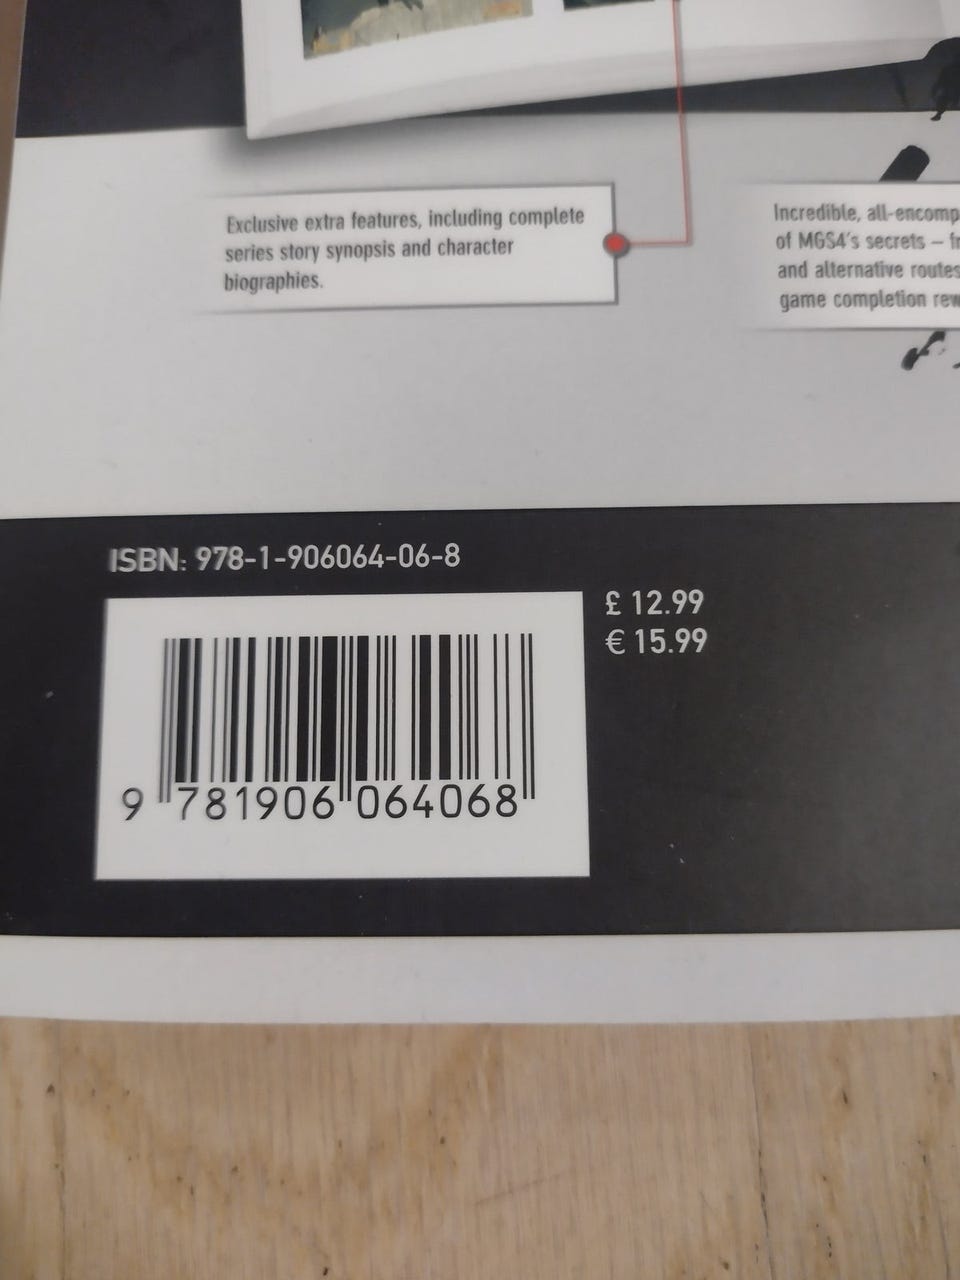 Exclusive extra features, including complete
series story synopsis and character
biographies.
Incredible, all-encomp
of MGS4's secrets – fr
and alternative routes
game completion rew
ISBN: 978-1-906064-06-8
£ 12.99
€ 15.99
9 781906 064068